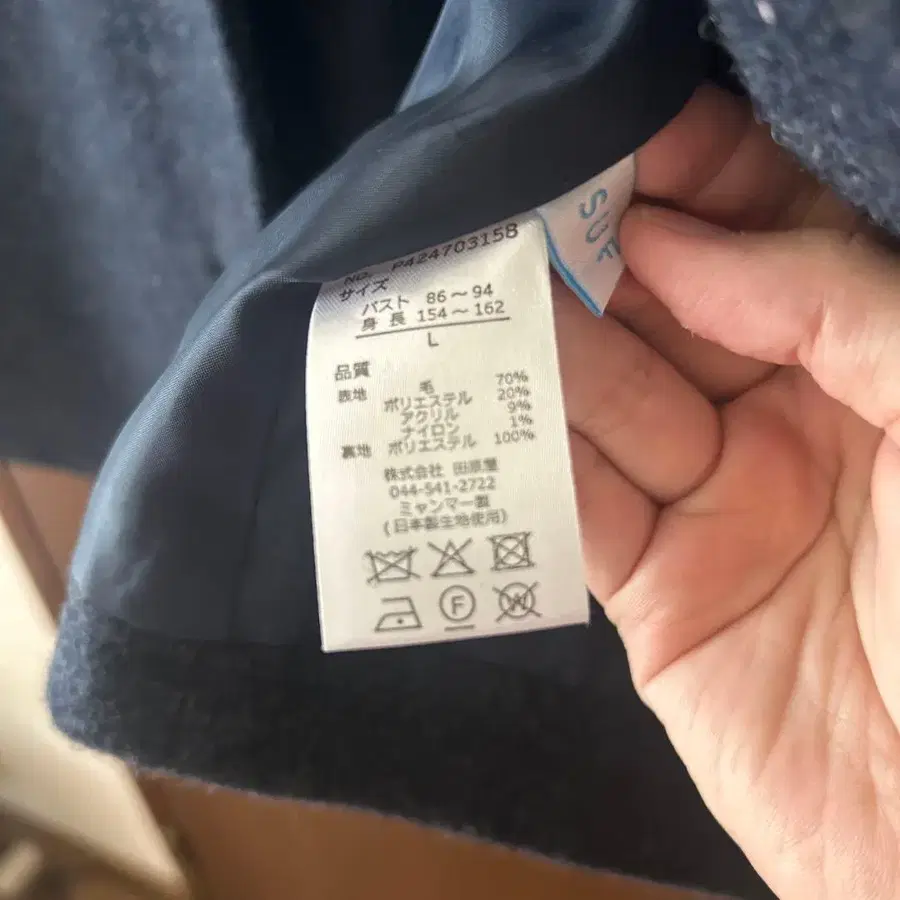 SUF
NO. P42470315B
サイズ
バスト 86～94
身長 154～162
L
品質
表地 毛 70%
ポリエステル 20%
アクリル 9%
ナイロン 1%
裏地 ポリエステル 100%
株式会社 田原屋
044-541-2722
ミャンマー製
(日本製生地使用)
F
W